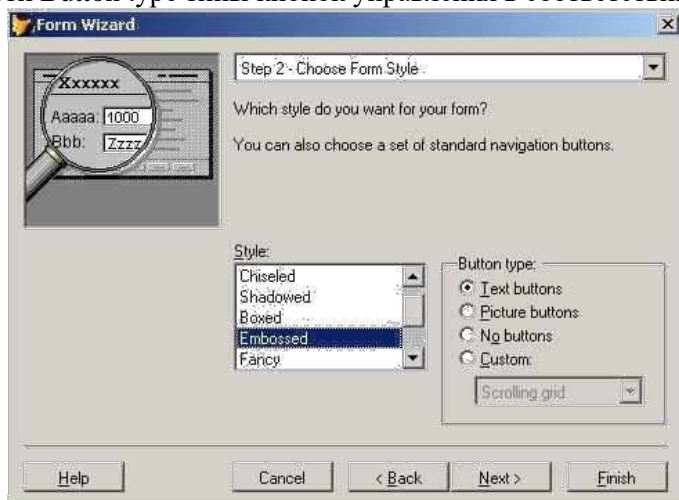 Button type
Form Wizard
Step 2 - Choose Form Style
Xxxxxx
Aaaaa: 1000
Bbb: Zzzz
Which style do you want for your form?
You can also choose a set of standard navigation buttons.
Style:
Chiseled
Shadowed
Boxed
Embossed
Fancy
Button type:
Text buttons
Picture buttons
No buttons
Custom:
Scrolling grid
Help
Cancel
< Back
Next >
Finish